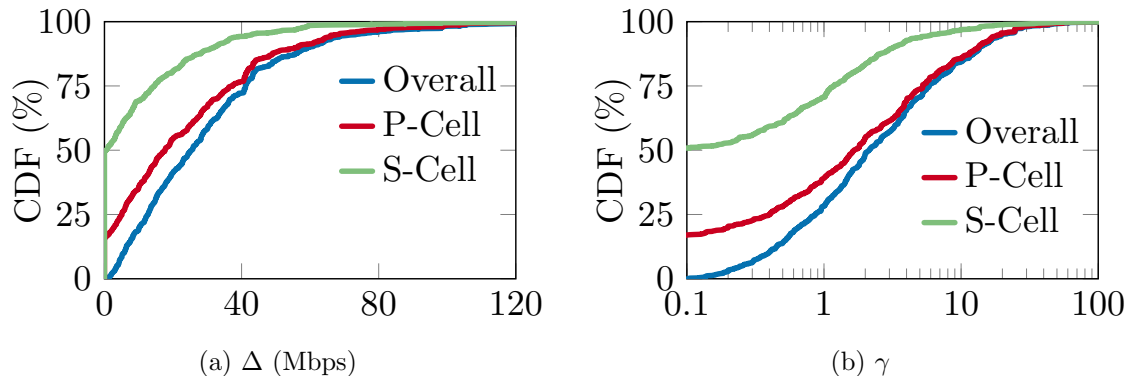 CDF (%)
100
75
50
25
0
0 40 80 120
Overall
P-Cell
S-Cell
(a) Δ (Mbps)
CDF (%)
100
75
50
25
0
0.1 1 10 100
Overall
P-Cell
S-Cell
(b) γ